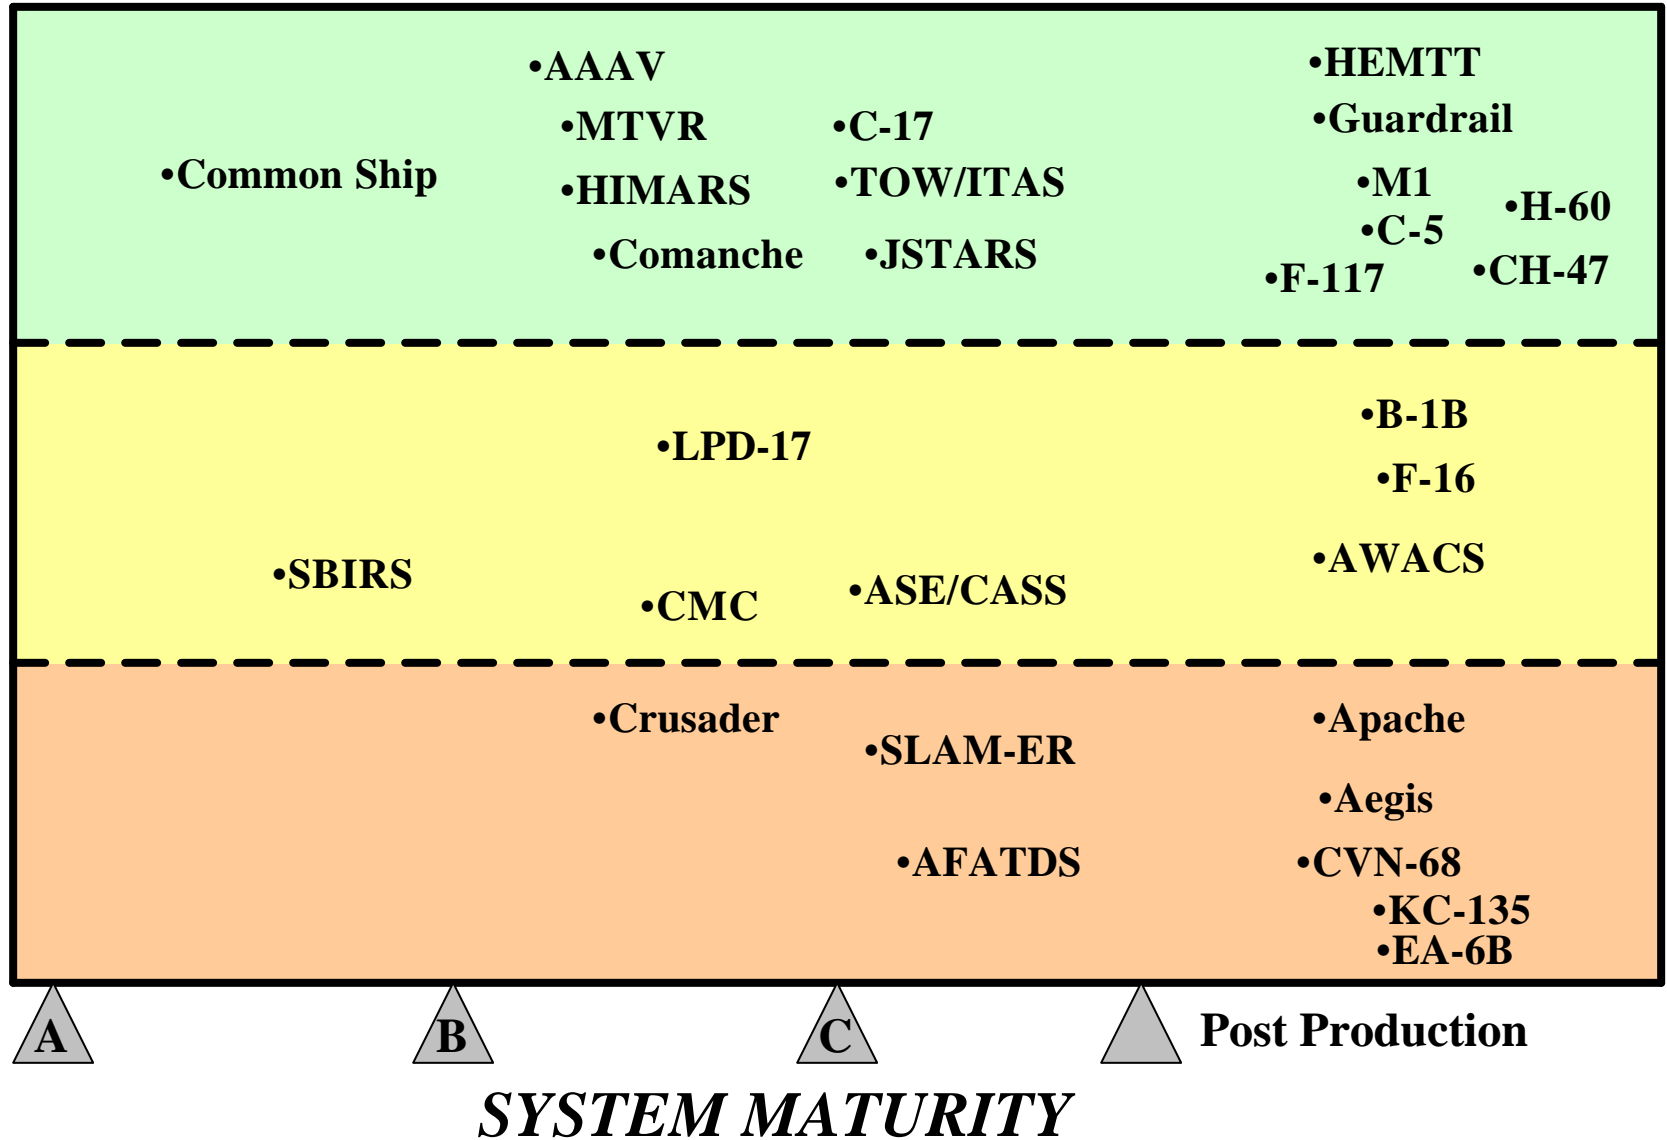 •AAAV
•HEMTT
•MTVR
•C-17
•Guardrail
•Common Ship
•HIMARS
•TOW/ITAS
•M1
•H-60
•C-5
•Comanche
•JSTARS
•F-117
•CH-47
•B-1B
•LPD-17
•F-16
•AWACS
•SBIRS
•CMC
•ASE/CASS
•Crusader
•Apache
•SLAM-ER
•Aegis
•AFATDS
•CVN-68
•KC-135
•EA-6B
A
B
C
Post Production
SYSTEM MATURITY